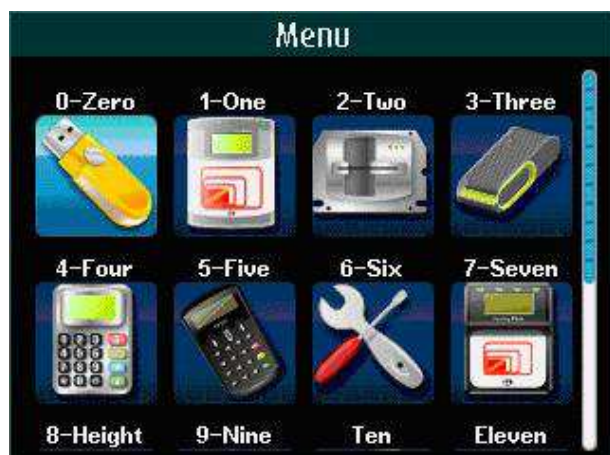 Menu
0-Zero 1-One 2-Two 3-Three
4-Four 5-Five 6-Six 7-Seven
8-Height 9-Nine Ten Eleven